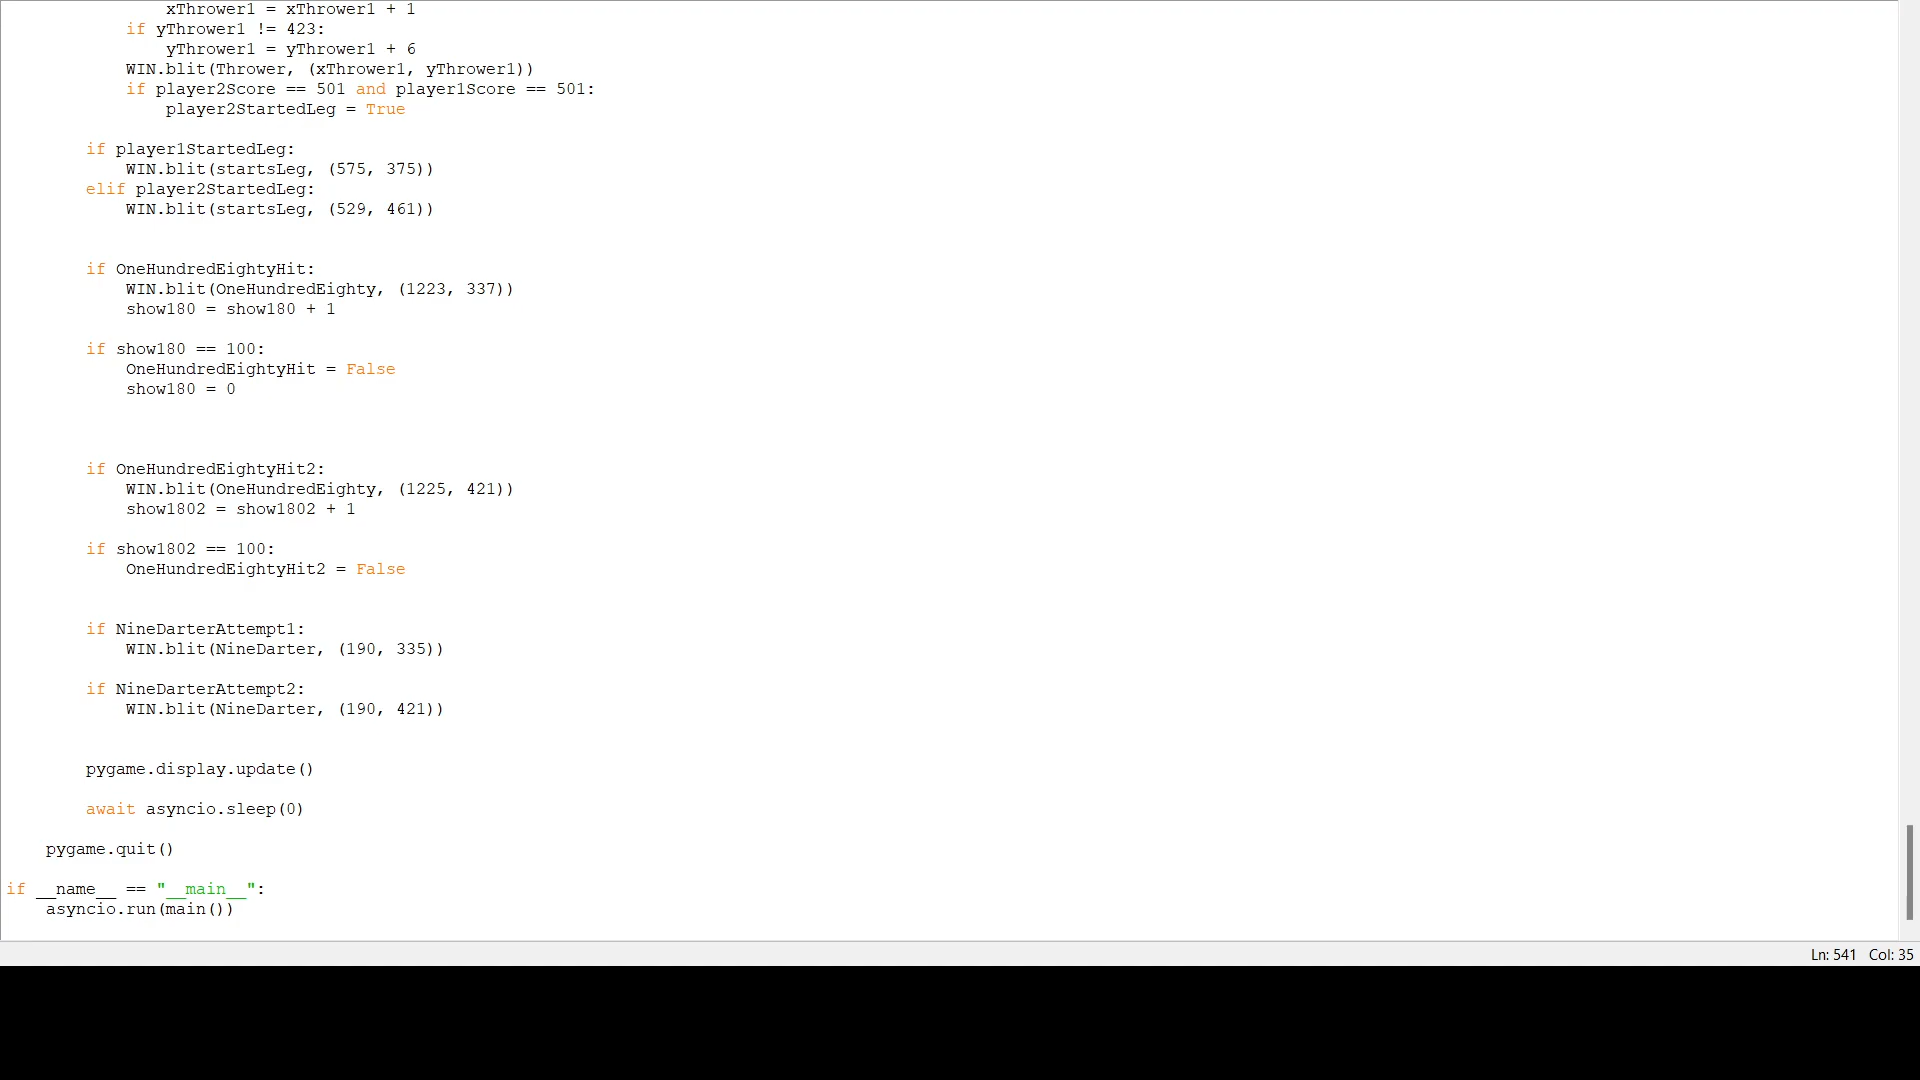 xThrower1 = xThrower1 + 1
if yThrower1 != 423:
yThrower1 = yThrower1 + 6
WIN.blit(Thrower, (xThrower1, yThrower1))
if player2Score == 501 and player1Score == 501:
player2StartedLeg = True
if player1StartedLeg:
WIN.blit(startsLeg, (575, 375))
elif player2StartedLeg:
WIN.blit(startsLeg, (529, 461))
if OneHundredEightyHit:
WIN.blit(OneHundredEighty, (1223, 337))
show180 = show180 + 1
if show180 == 100:
OneHundredEightyHit = False
show180 = 0
if OneHundredEightyHit2:
WIN.blit(OneHundredEighty, (1225, 421))
show1802 = show1802 + 1
if show1802 == 100:
OneHundredEightyHit2 = False
if NineDarterAttempt1:
WIN.blit(NineDarter, (190, 335))
if NineDarterAttempt2:
WIN.blit(NineDarter, (190, 421))
pygame.display.update()
await asyncio.sleep(0)
pygame.quit()
if __name__ == "__main__":
asyncio.run(main())
Ln: 541 Col: 35